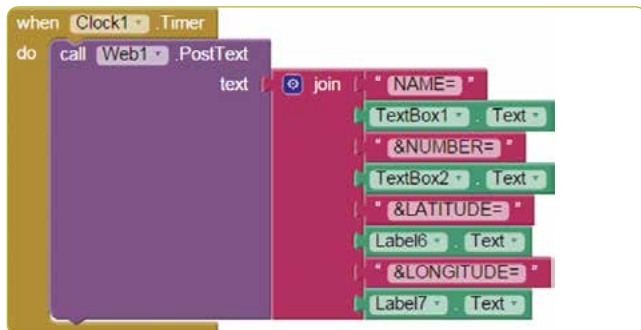 when Clock1 .Timer
do call Web1 .PostText
text join " NAME= "
TextBox1 . Text
" &NUMBER= "
TextBox2 . Text
" &LATITUDE= "
Label6 . Text
" &LONGITUDE= "
Label7 . Text